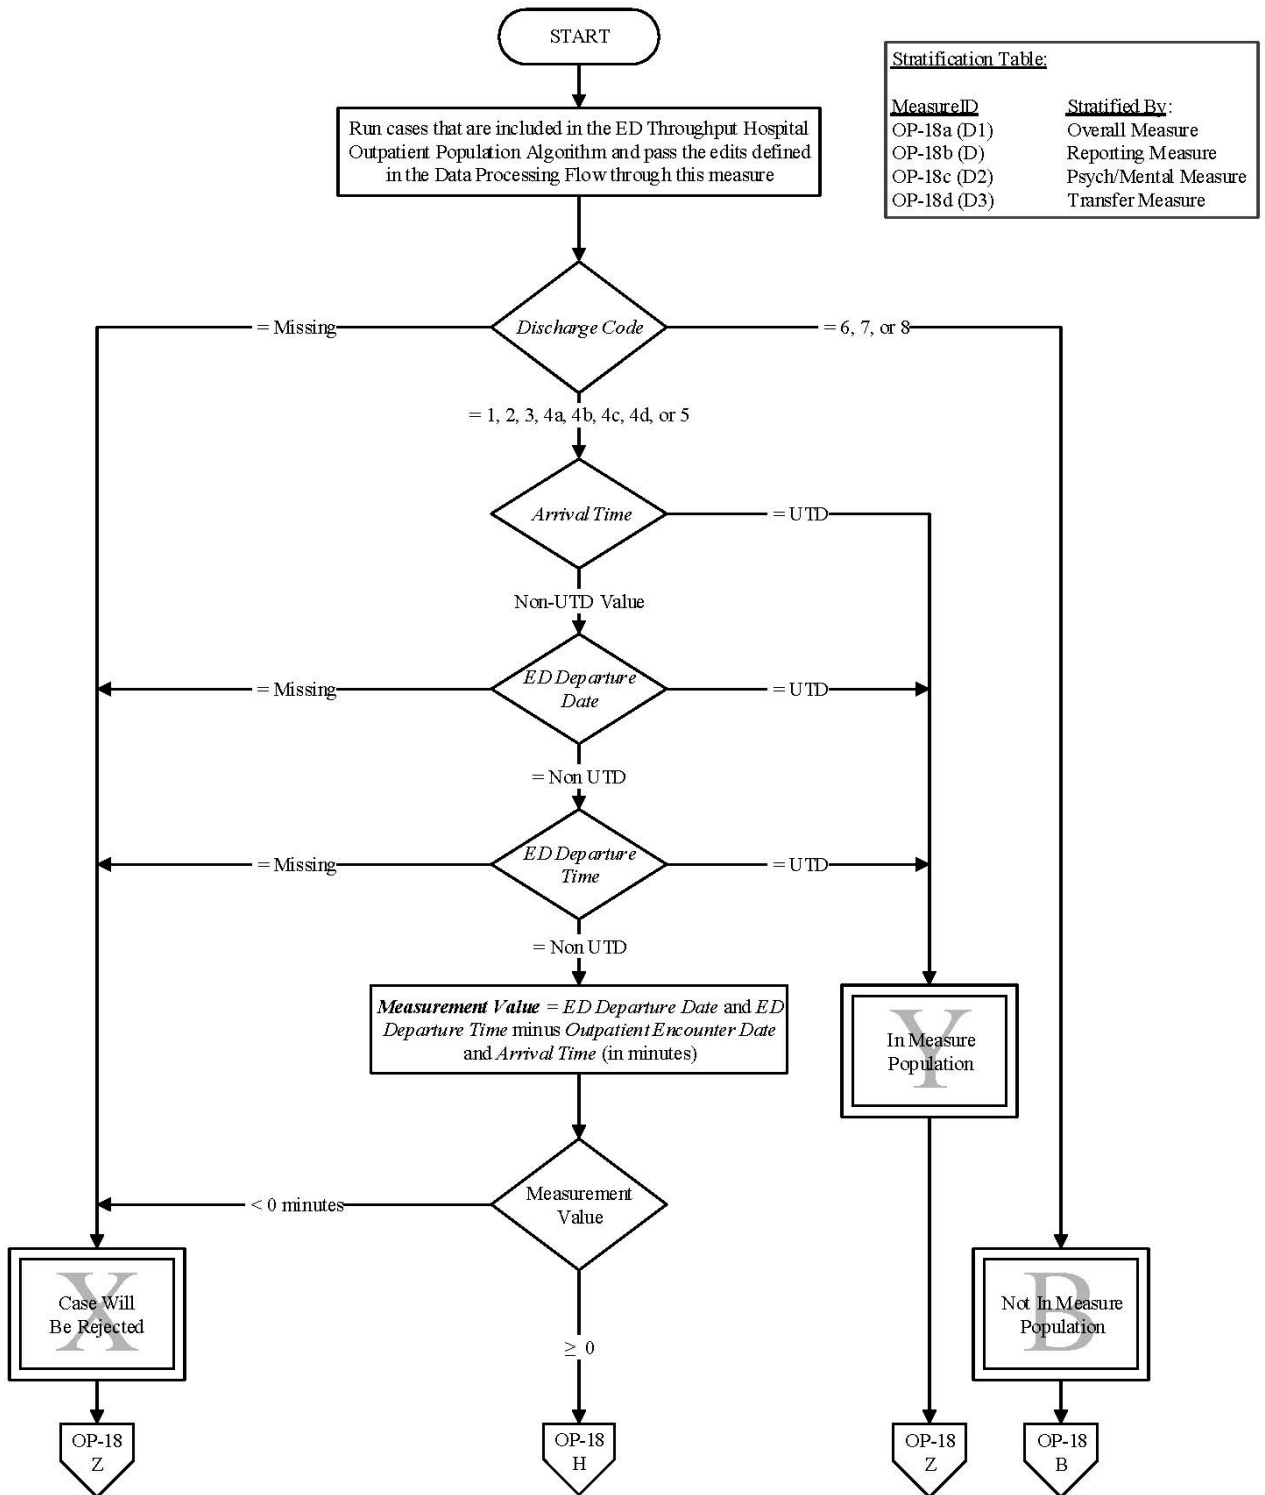 START
Stratification Table:
MeasureID Stratified By:
OP-18a (D1) Overall Measure
OP-18b (D) Reporting Measure
OP-18c (D2) Psych/Mental Measure
OP-18d (D3) Transfer Measure
Run cases that are included in the ED Throughput Hospital
Outpatient Population Algorithm and pass the edits defined
in the Data Processing Flow through this measure
= Missing
Discharge Code
= 6, 7, or 8
= 1, 2, 3, 4a, 4b, 4c, 4d, or 5
Arrival Time
= UTD
Non-UTD Value
= Missing
ED Departure
Date
= UTD
= Non UTD
= Missing
ED Departure
Time
= UTD
= Non UTD
Measurement Value = ED Departure Date and ED
Departure Time minus Outpatient Encounter Date
and Arrival Time (in minutes)
Y
In Measure
Population
< 0 minutes
Measurement
Value
X
Case Will
Be Rejected
≥ 0
B
Not In Measure
Population
OP-18
Z
OP-18
H
OP-18
Z
OP-18
B